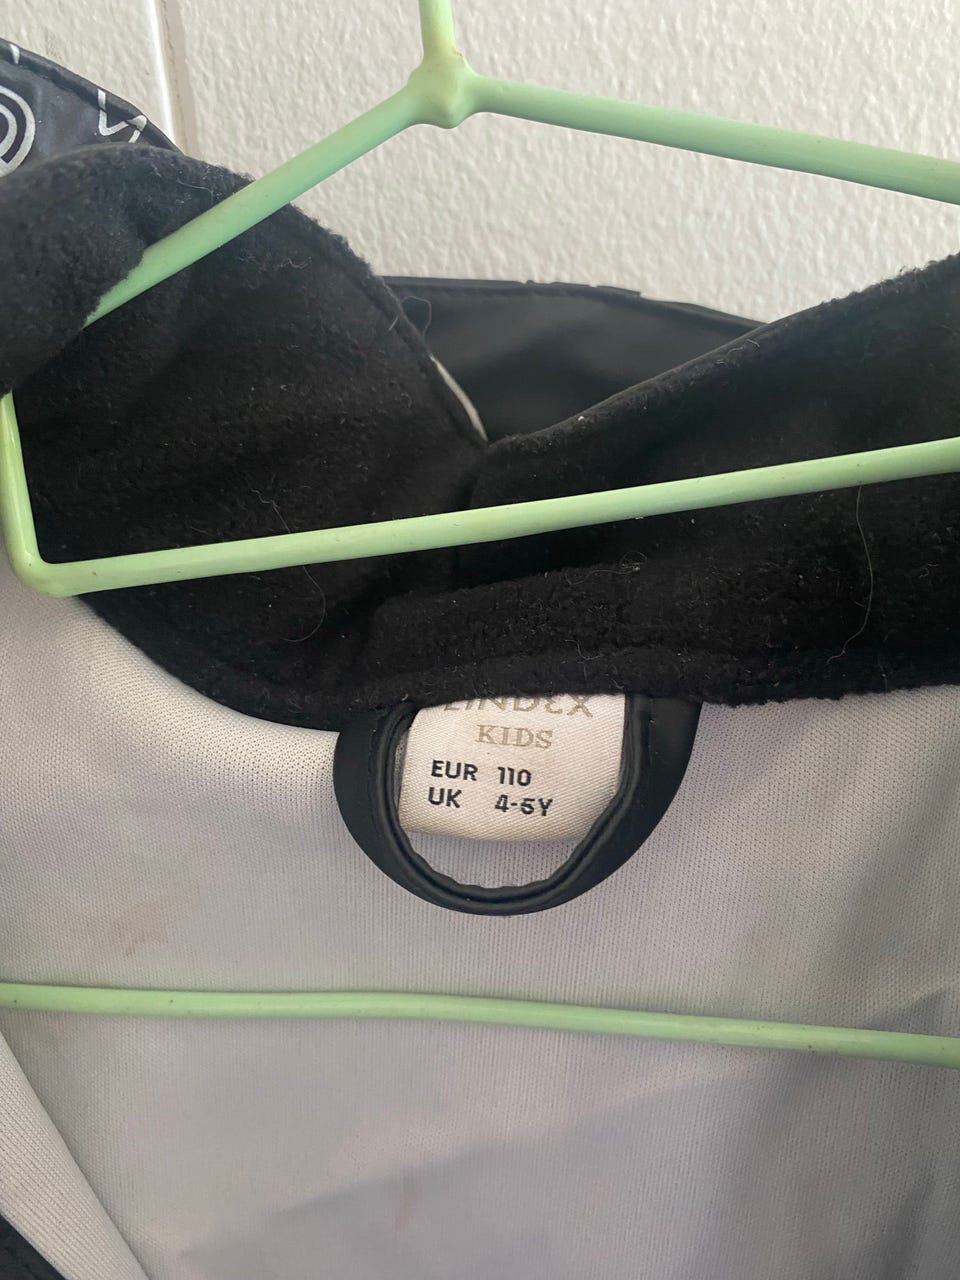 LINDEX
KIDS
EUR 110
UK 4-5Y